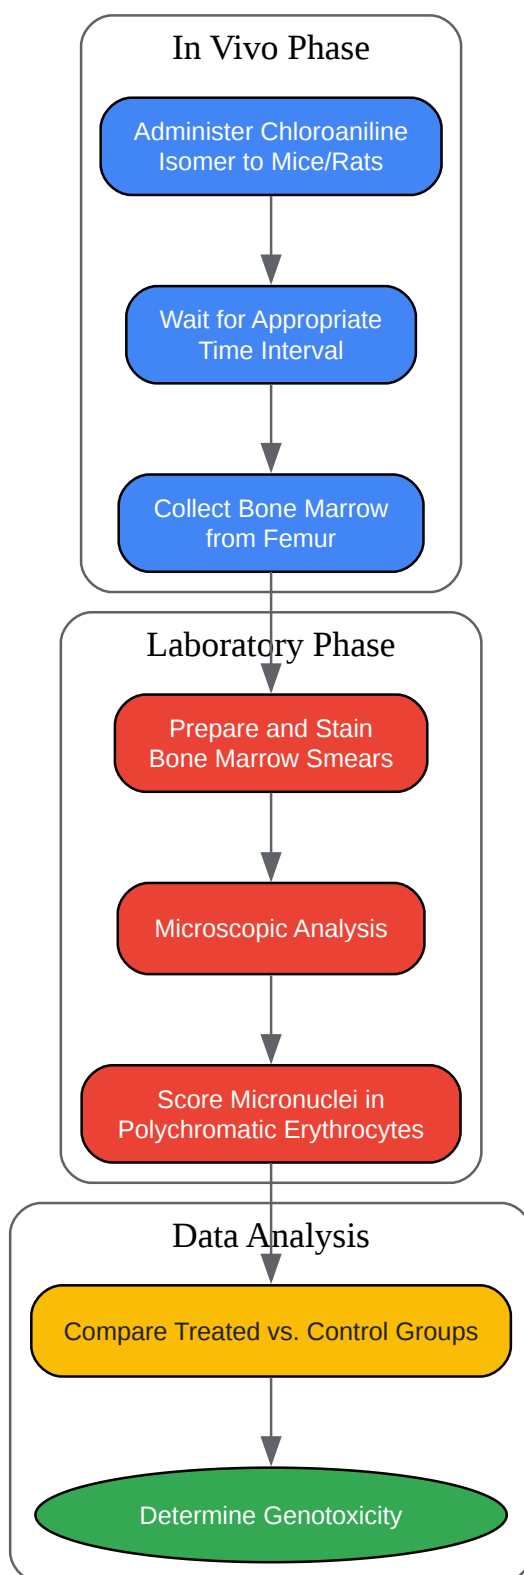 In Vivo Phase
Administer Chloroaniline
Isomer to Mice/Rats
Wait for Appropriate
Time Interval
Collect Bone Marrow
from Femur
Laboratory Phase
Prepare and Stain
Bone Marrow Smears
Microscopic Analysis
Score Micronuclei in
Polychromatic Erythrocytes
Data Analysis
Compare Treated vs. Control Groups
Determine Genotoxicity